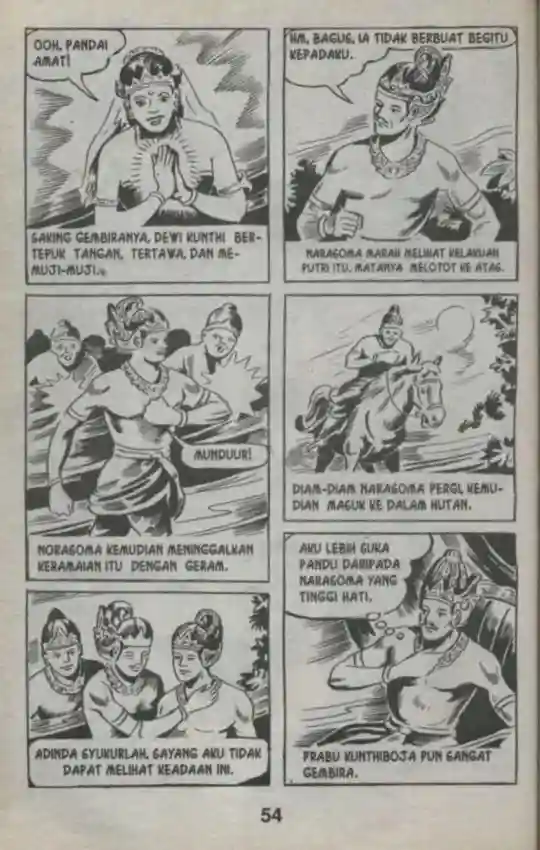 OOH, PANDAI
AMAT!
SAKING GEMBIRANYA, DEWI KUNTHI BER-
TEPUK TANGAN, TERTAWA, DAN ME-
MUJI-MUJI.
HM, BAGUS, IA TIDAK BERBUAT BEGITU
KEPADAKU.
NARASOMA MARAH MELIHAT KELAKUAN
PUTRI ITU. MATANYA MELOTOT KE ATAS.
MUNDUUR!
NORASOMA KEMUDIAN MENINGGALKAN
KERAMAIAN ITU DENGAN GERAM.
DIAM-DIAM NARASOMA PERGI, KEMU-
DIAN MASUK KE DALAM HUTAN.
ADINDA SYUKURLAH, SAYANG AKU TIDAK
DAPAT MELIHAT KEADAAN INI.
AKU LEBIH SUKA
PANDU DARIPADA
NARASOMA YANG
TINGGI HATI.
PRABU KUNTHIBOJA PUN SANGAT
GEMBIRA.
54